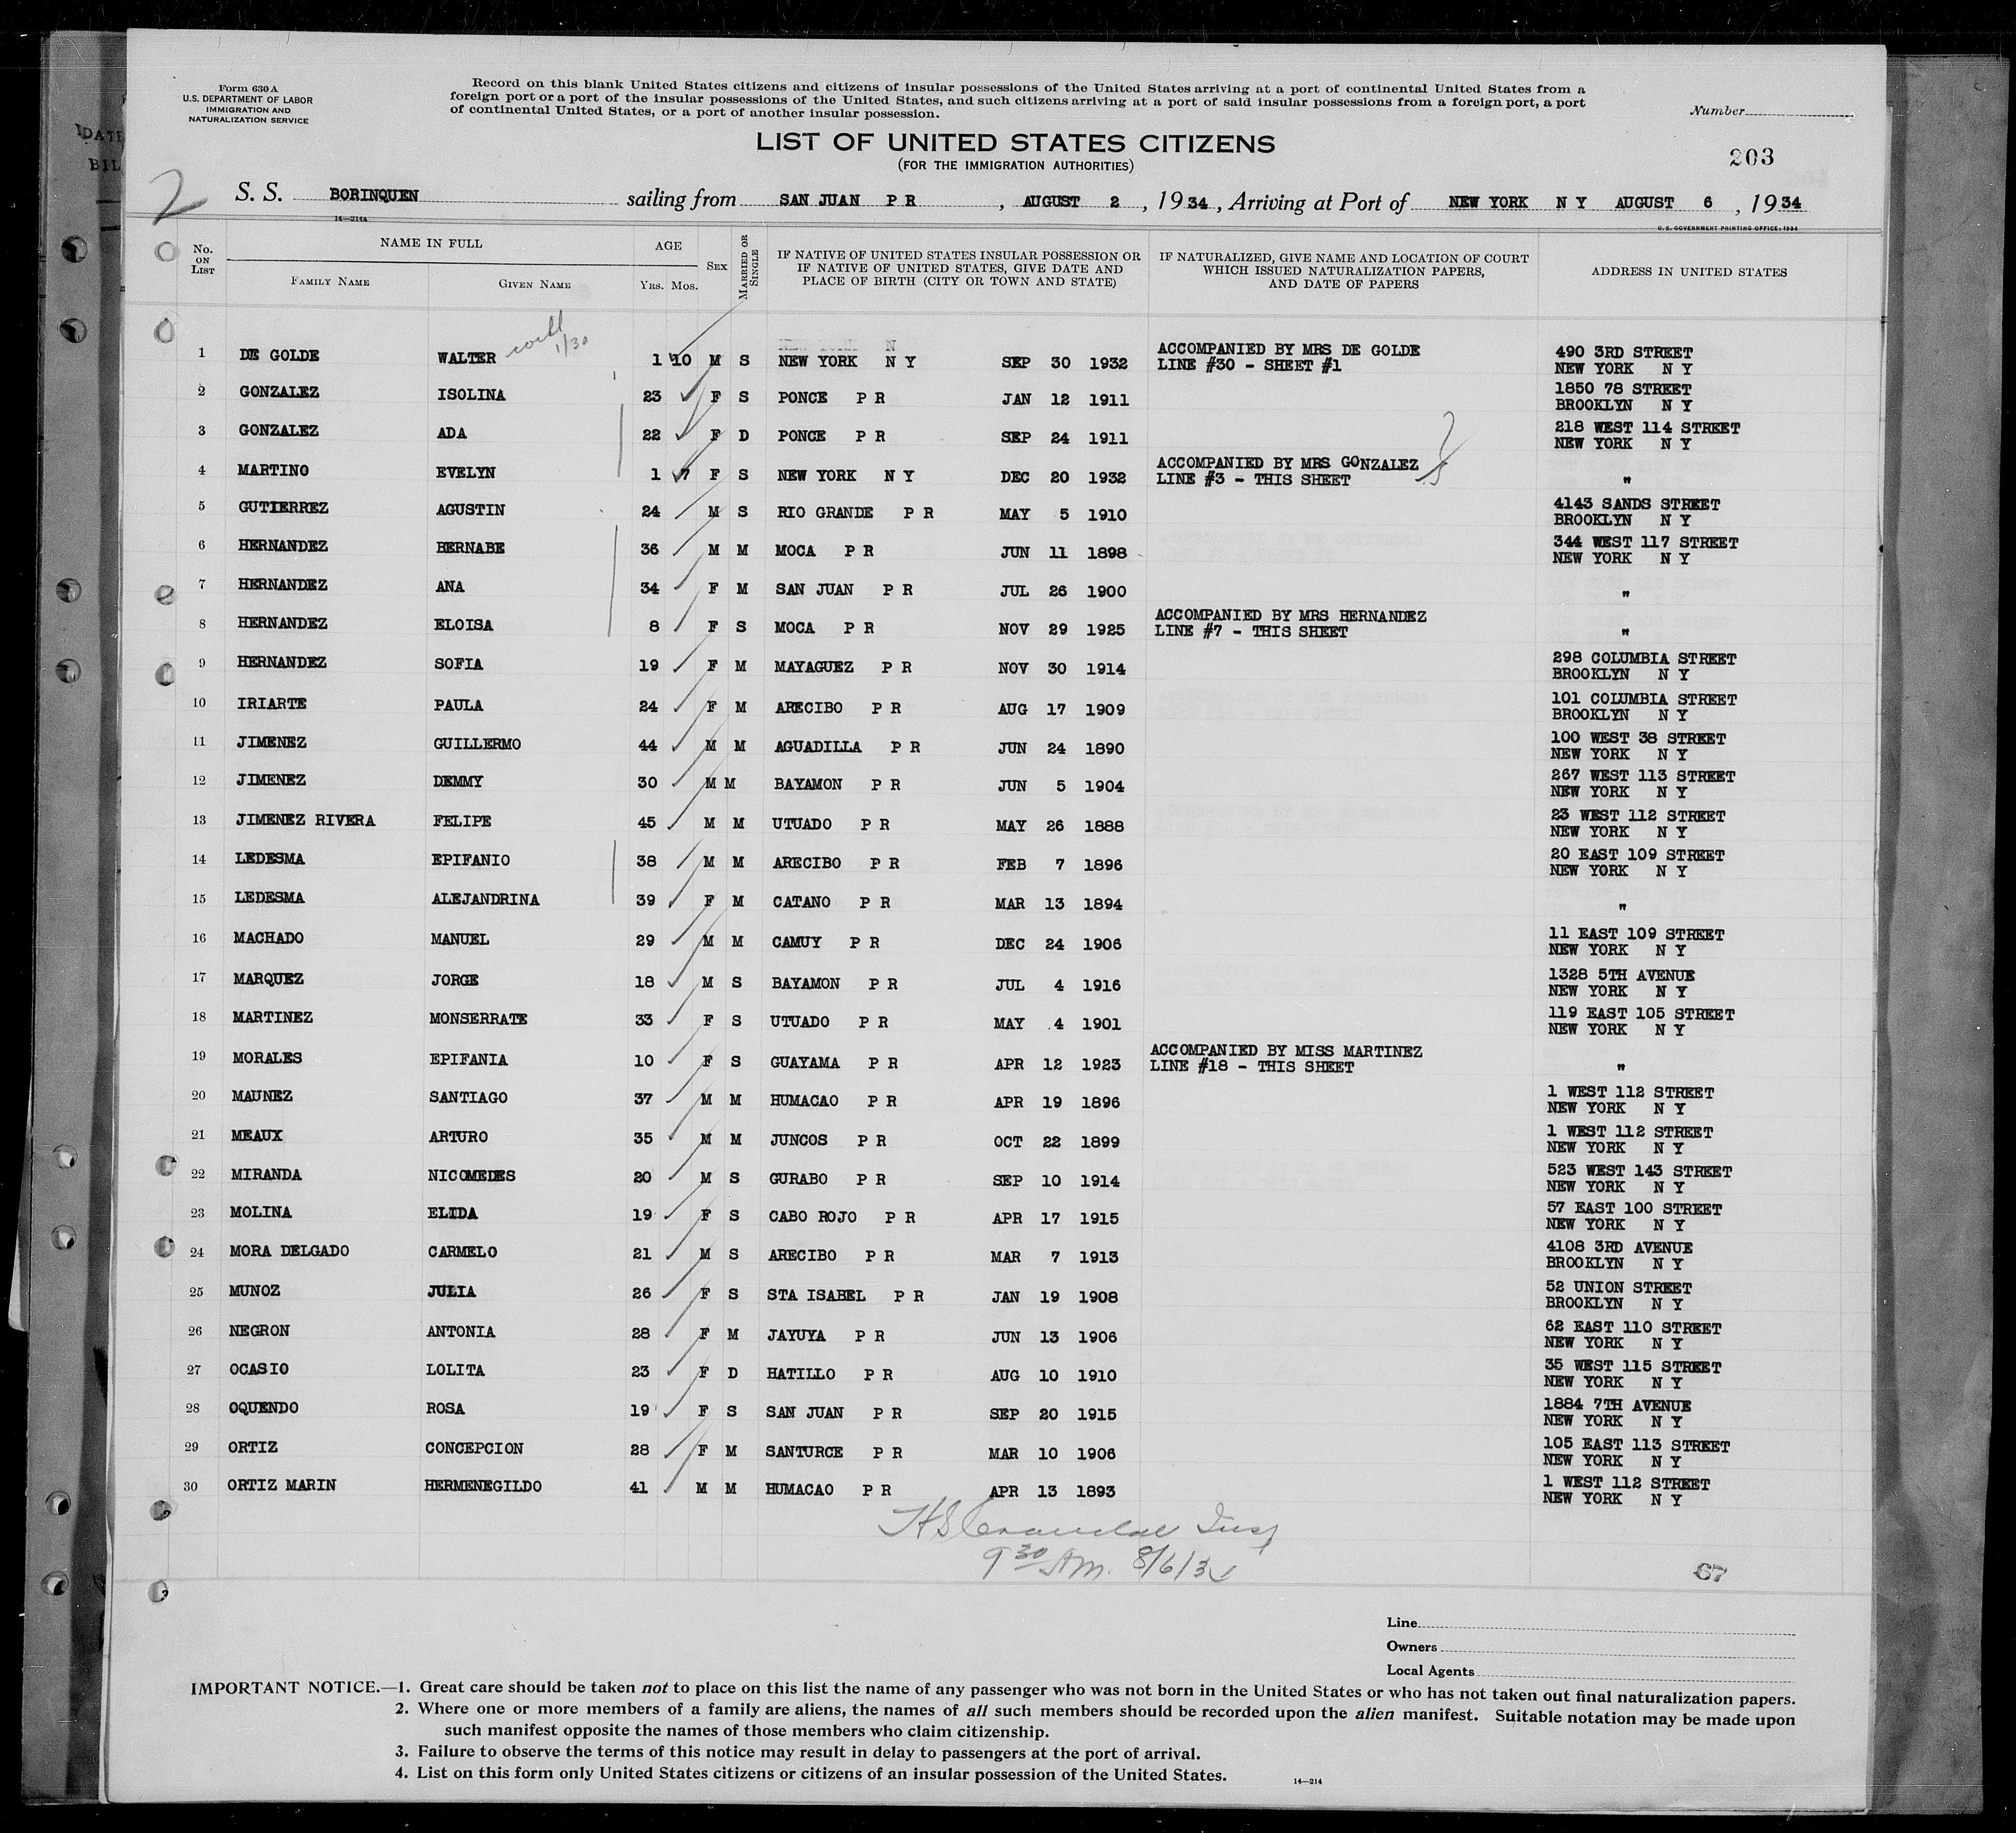 Form 630 A
U.S. DEPARTMENT OF LABOR
IMMIGRATION AND
NATURALIZATION SERVICE
Record on this blank United States citizens and citizens of insular possessions of the United States arriving at a port of continental United States from a
foreign port or a port of the insular possessions of the United States, and such citizens arriving at a port of said insular possessions from a foreign port, a port
of continental United States, or a port of another insular possession.
Number
LIST OF UNITED STATES CITIZENS
(FOR THE IMMIGRATION AUTHORITIES)
203
2
S. S. BORINQUEN sailing from SAN JUAN P R, AUGUST 2, 1934, Arriving at Port of NEW YORK N Y AUGUST 6, 1934
14—214a
U. S. GOVERNMENT PRINTING OFFICE: 1934
No. ON LIST NAME IN FULL FAMILY NAME GIVEN NAME AGE YRS. MOS. SEX MARRIED OR SINGLE IF NATIVE OF UNITED STATES INSULAR POSSESSION OR IF NATIVE OF UNITED STATES, GIVE DATE AND PLACE OF BIRTH (CITY OR TOWN AND STATE) IF NATURALIZED, GIVE NAME AND LOCATION OF COURT WHICH ISSUED NATURALIZATION PAPERS, AND DATE OF PAPERS ADDRESS IN UNITED STATES
1 DE GOLDE WALTER 1/30 1 10 M S NEW YORK N Y SEP 30 1932 ACCOMPANIED BY MRS DE GOLDE LINE #30 - SHEET #1 490 3RD STREET NEW YORK N Y
2 GONZALEZ ISOLINA 23 F S PONCE P R JAN 12 1911 1850 78 STREET BROOKLYN N Y
3 GONZALEZ ADA 22 F D PONCE P R SEP 24 1911 218 WEST 114 STREET NEW YORK N Y
4 MARTINO EVELYN 1 7 F S NEW YORK N Y DEC 20 1932 ACCOMPANIED BY MRS GONZALEZ LINE #3 - THIS SHEET "
5 GUTIERREZ AGUSTIN 24 M S RIO GRANDE P R MAY 5 1910 4143 SANDS STREET BROOKLYN N Y
6 HERNANDEZ BERNABE 36 M M MOCA P R JUN 11 1898 344 WEST 117 STREET NEW YORK N Y
7 HERNANDEZ ANA 34 F M SAN JUAN P R JUL 26 1900 "
8 HERNANDEZ ELOISA 8 F S MOCA P R NOV 29 1925 ACCOMPANIED BY MRS HERNANDEZ LINE #7 - THIS SHEET "
9 HERNANDEZ SOFIA 19 F M MAYAGUEZ P R NOV 30 1914 298 COLUMBIA STREET BROOKLYN N Y
10 IRIARTE PAULA 24 F M ARECIBO P R AUG 17 1909 101 COLUMBIA STREET BROOKLYN N Y
11 JIMENEZ GUILLERMO 44 M M AGUADILLA P R JUN 24 1890 100 WEST 38 STREET NEW YORK N Y
12 JIMENEZ DEMMY 30 M M BAYAMON P R JUN 5 1904 267 WEST 113 STREET NEW YORK N Y
13 JIMENEZ RIVERA FELIPE 45 M M UTUADO P R MAY 26 1888 23 WEST 112 STREET NEW YORK N Y
14 LEDESMA EPIFANIO 38 M M ARECIBO P R FEB 7 1896 20 EAST 109 STREET NEW YORK N Y
15 LEDESMA ALEJANDRINA 39 F M CATANO P R MAR 13 1894 "
16 MACHADO MANUEL 29 M M CAMUY P R DEC 24 1906 11 EAST 109 STREET NEW YORK N Y
17 MARQUEZ JORGE 18 M S BAYAMON P R JUL 4 1916 1328 5TH AVENUE NEW YORK N Y
18 MARTINEZ MONSERRATE 33 F S UTUADO P R MAY 4 1901 119 EAST 105 STREET NEW YORK N Y
19 MORALES EPIFANIA 10 F S GUAYAMA P R APR 12 1923 ACCOMPANIED BY MISS MARTINEZ LINE #18 - THIS SHEET "
20 MAUNEZ SANTIAGO 37 M M HUMACAO P R APR 19 1896 1 WEST 112 STREET NEW YORK N Y
21 MEAUX ARTURO 35 M M JUNCOS P R OCT 22 1899 1 WEST 112 STREET NEW YORK N Y
22 MIRANDA NICOMEDES 20 M S GURABO P R SEP 10 1914 523 WEST 143 STREET NEW YORK N Y
23 MOLINA ELIDA 19 F S CABO ROJO P R APR 17 1915 57 EAST 100 STREET NEW YORK N Y
24 MORA DELGADO CARMELO 21 M S ARECIBO P R MAR 7 1913 4108 3RD AVENUE BROOKLYN N Y
25 MUNOZ JULIA 26 F S STA ISABEL P R JAN 19 1908 52 UNION STREET BROOKLYN N Y
26 NEGRON ANTONIA 28 F M JAYUYA P R JUN 13 1906 62 EAST 110 STREET NEW YORK N Y
27 OCASIO LOLITA 23 F D HATILLO P R AUG 10 1910 35 WEST 115 STREET NEW YORK N Y
28 OQUENDO ROSA 19 F S SAN JUAN P R SEP 20 1915 1884 7TH AVENUE NEW YORK N Y
29 ORTIZ CONCEPCION 28 F M SANTURCE P R MAR 10 1906 105 EAST 113 STREET NEW YORK N Y
30 ORTIZ MARIN HERMENEGILDO 41 M M HUMACAO P R APR 13 1893 1 WEST 112 STREET NEW YORK N Y
9 30 AM. 8/6/3
67
Line
Owners
Local Agents
IMPORTANT NOTICE.—1. Great care should be taken not to place on this list the name of any passenger who was not born in the United States or who has not taken out final naturalization papers.
2. Where one or more members of a family are aliens, the names of all such members should be recorded upon the alien manifest. Suitable notation may be made upon
such manifest opposite the names of those members who claim citizenship.
3. Failure to observe the terms of this notice may result in delay to passengers at the port of arrival.
4. List on this form only United States citizens or citizens of an insular possession of the United States.
14—214